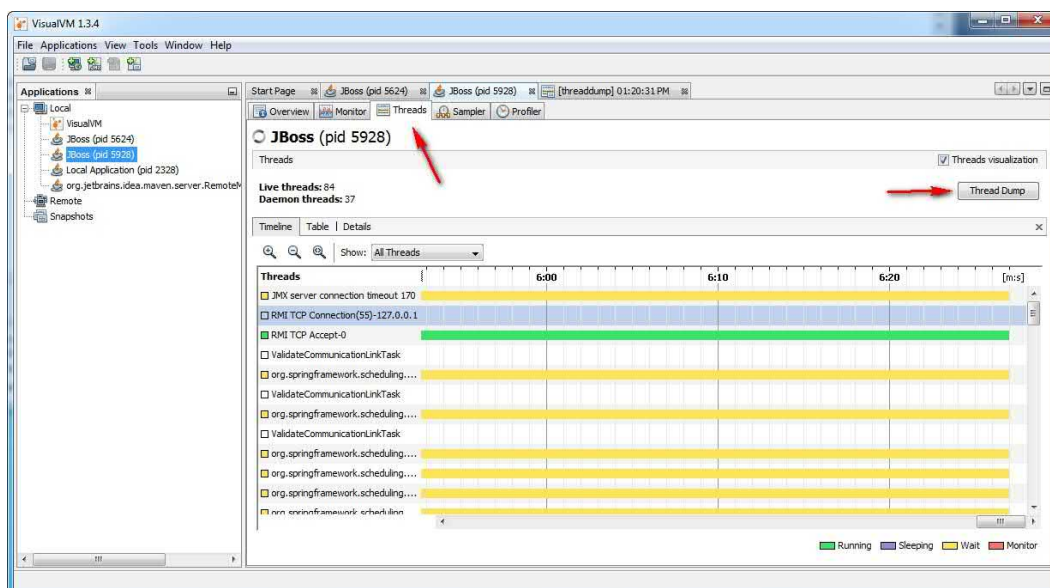 VisualVM 1.3.4
File Applications View Tools Window Help
Applications
Local
VisualVM
JBoss (pid 5624)
JBoss (pid 5928)
Local Application (pid 2328)
org.jetbrains.idea.maven.server.RemoteM
Remote
Snapshots
Start Page JBoss (pid 5624) JBoss (pid 5928) [threaddump] 01:20:31 PM
Overview Monitor Threads Sampler Profiler
JBoss (pid 5928)
Threads Threads visualization
Live threads: 84
Daemon threads: 37
Thread Dump
Timeline Table Details
Show: All Threads
Threads 6:00 6:10 6:20 [m:s]
JMX server connection timeout 170
RMI TCP Connection(55)-127.0.0.1
RMI TCP Accept-0
ValidateCommunicationLinkTask
org.springframework.scheduling....
ValidateCommunicationLinkTask
org.springframework.scheduling....
ValidateCommunicationLinkTask
org.springframework.scheduling....
org.springframework.scheduling....
org.springframework.scheduling....
org.springframework.scheduling
Running Sleeping Wait Monitor